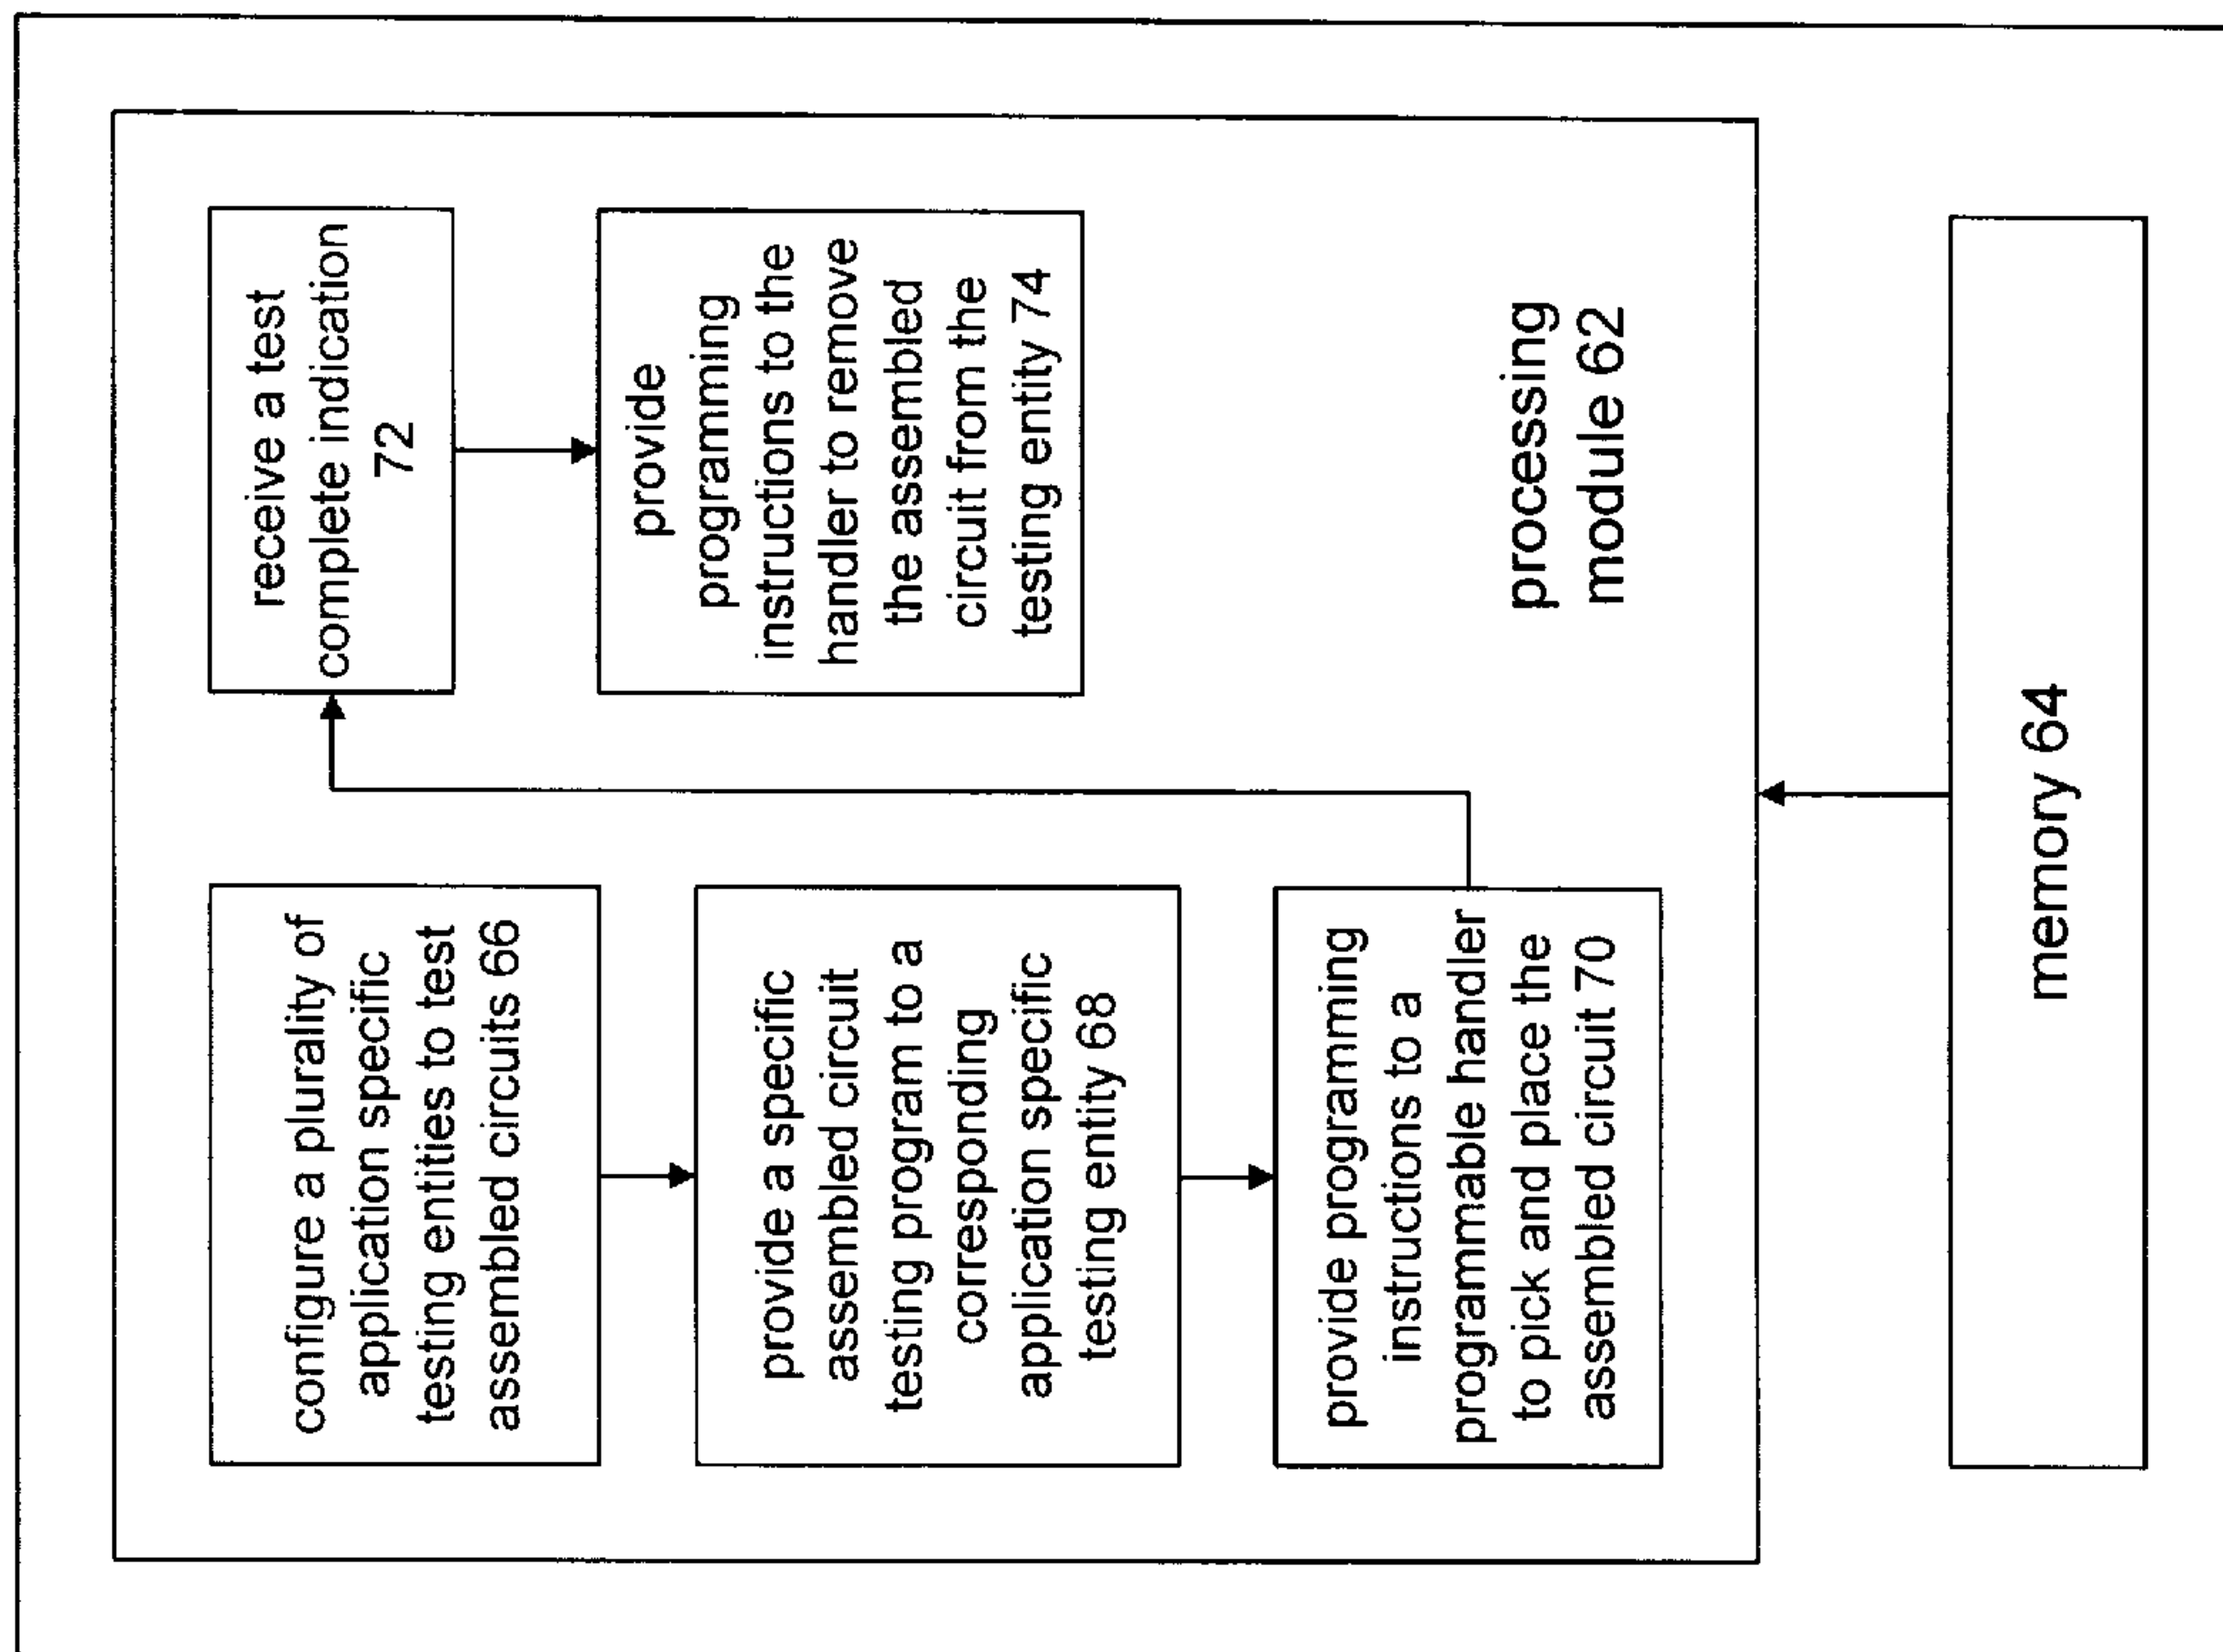 configure a plurality of
application specific
testing entities to test
assembled circuits 66
provide a specific
assembled circuit
testing program to a
corresponding
application specific
testing entity 68
provide programming
instructions to a
programmable handler
to pick and place the
assembled circuit 70
receive a test
complete indication
72
provide
programming
instructions to the
handler to remove
the assembled
circuit from the
testing entity 74
processing
module 62
memory 64